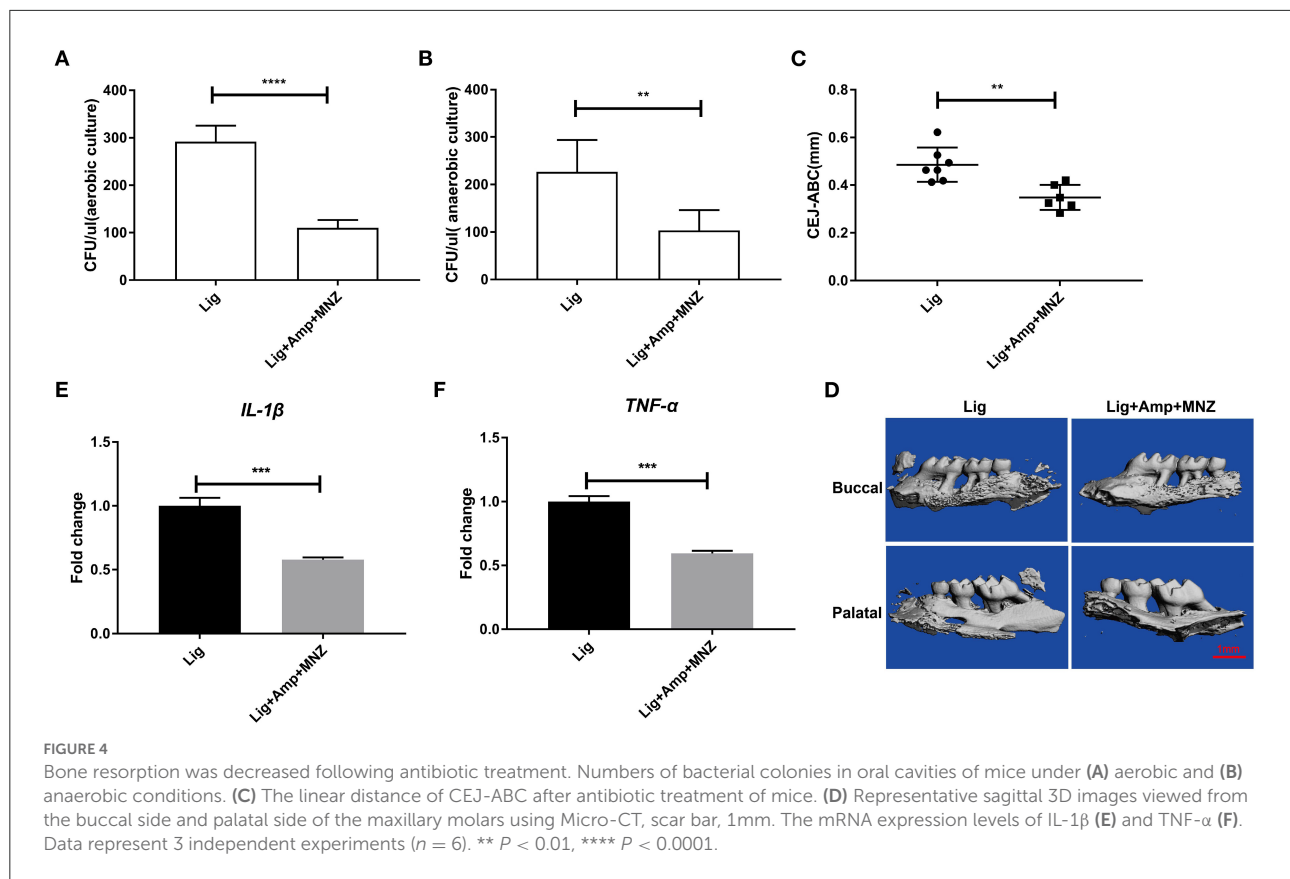 A
****
CFU/ul(aerobic culture)
400
300
200
100
0
Lig
Lig+Amp+MNZ
B
**
CFU/ul( anaerobic culture)
400
300
200
100
0
Lig
Lig+Amp+MNZ
C
**
CEJ-ABC(mm)
0.8
0.6
0.4
0.2
0.0
Lig
Lig+Amp+MNZ
E
IL-1β
***
Fold change
1.5
1.0
0.5
0.0
Lig
Lig+Amp+MNZ
F
TNF-α
***
Fold change
1.5
1.0
0.5
0.0
Lig
Lig+Amp+MNZ
D
Lig
Lig+Amp+MNZ
Buccal
Palatal
1mm
FIGURE 4
Bone resorption was decreased following antibiotic treatment. Numbers of bacterial colonies in oral cavities of mice under (A) aerobic and (B)
anaerobic conditions. (C) The linear distance of CEJ-ABC after antibiotic treatment of mice. (D) Representative sagittal 3D images viewed from
the buccal side and palatal side of the maxillary molars using Micro-CT, scar bar, 1mm. The mRNA expression levels of IL-1β (E) and TNF-α (F).
Data represent 3 independent experiments (n = 6). ** P < 0.01, **** P < 0.0001.